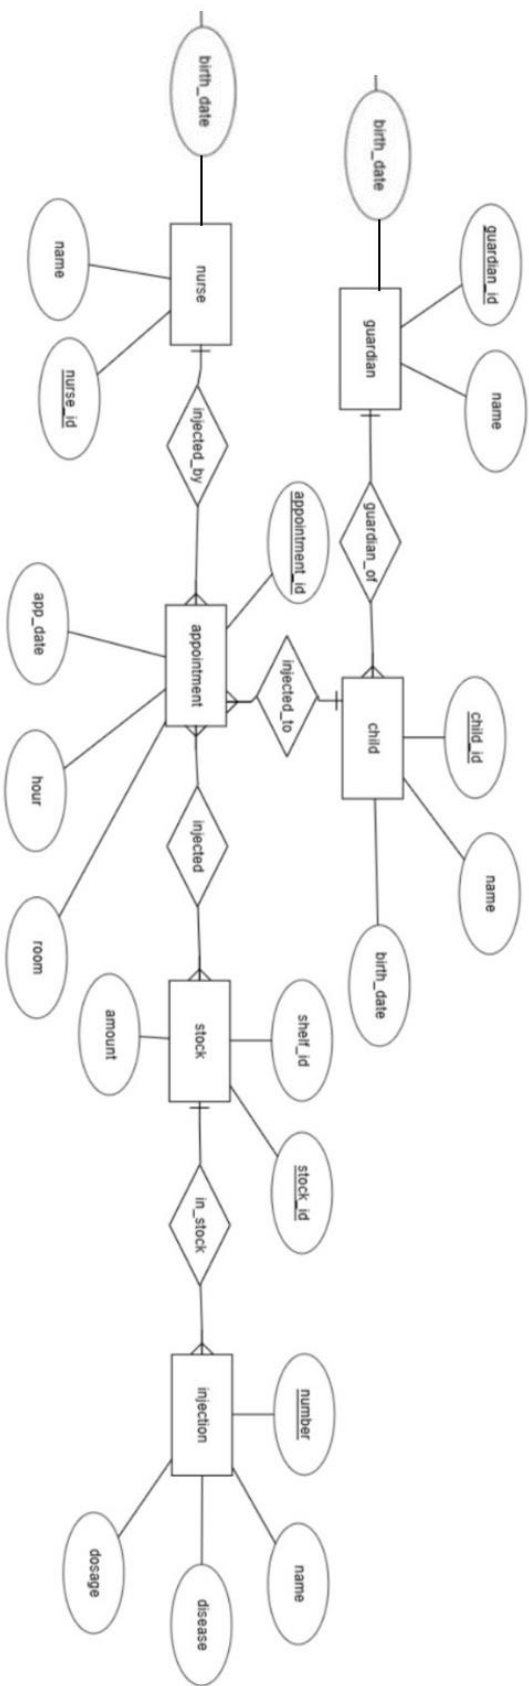 guardian_id
name
child_id
name
birth_date
guardian
guardian_of
child
birth_date
appointment_id
injected_to
shelf_id
stock_id
number
name
birth_date
nurse
injected_by
appointment
injected
stock
in_stock
injection
disease
name
nurse_id
app_date
hour
room
amount
dosage